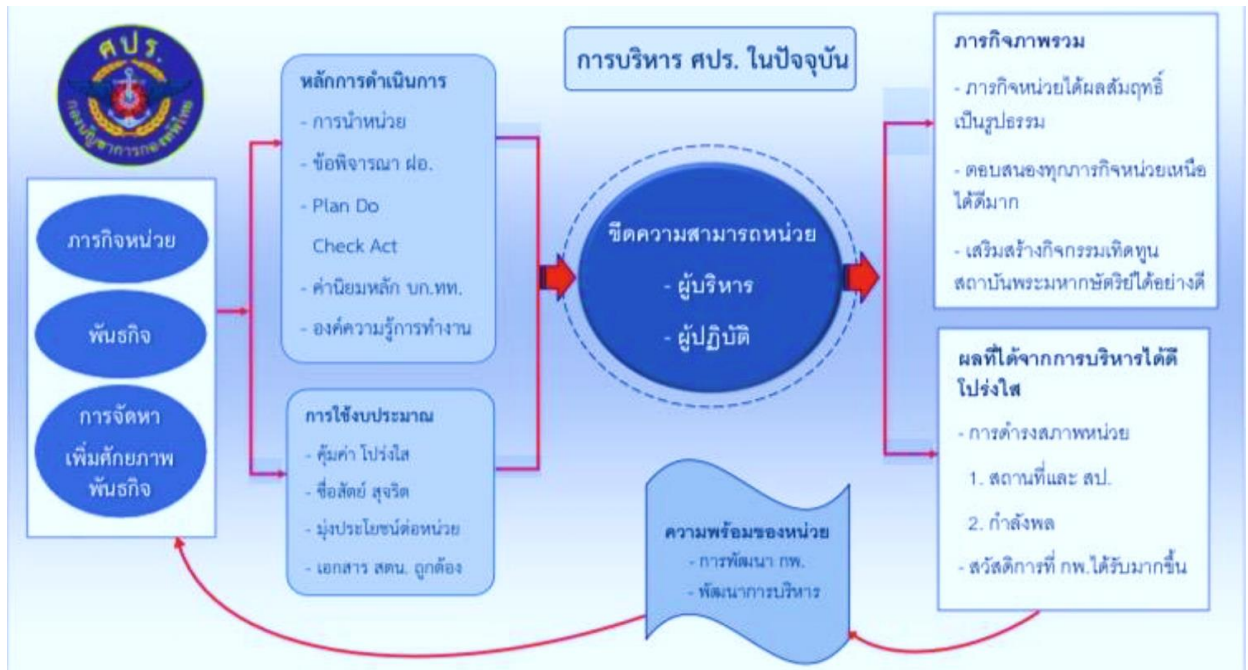 ศปร.
กองบัญชาการกองทัพไทย
การบริหาร ศปร. ในปัจจุบัน
ภารกิจหน่วย
พันธกิจ
การจัดหา
เพิ่มศักยภาพ
พันธกิจ
หลักการดำเนินการ
- การนำหน่วย
- ข้อพิจารณา ฝอ.
- Plan Do
Check Act
- ค่านิยมหลัก บก.ทท.
- องค์ความรู้การทำงาน
การใช้งบประมาณ
- คุ้มค่า โปร่งใส
- ซื่อสัตย์ สุจริต
- มุ่งประโยชน์ต่อหน่วย
- เอกสาร สตน. ถูกต้อง
ขีดความสามารถหน่วย
- ผู้บริหาร
- ผู้ปฏิบัติ
ภารกิจภาพรวม
- ภารกิจหน่วยได้ผลสัมฤทธิ์
เป็นรูปธรรม
- ตอบสนองทุกภารกิจหน่วยเหนือ
ได้ดีมาก
- เสริมสร้างกิจกรรมเทิดทูน
สถาบันพระมหากษัตริย์ได้อย่างดี
ผลที่ได้จากการบริหารได้ดี
โปร่งใส
- การดำรงสภาพหน่วย
1. สถานที่และ สป.
2. กำลังพล
- สวัสดิการที่ กพ.ได้รับมากขึ้น
ความพร้อมของหน่วย
- การพัฒนา กพ.
- พัฒนาการบริหาร